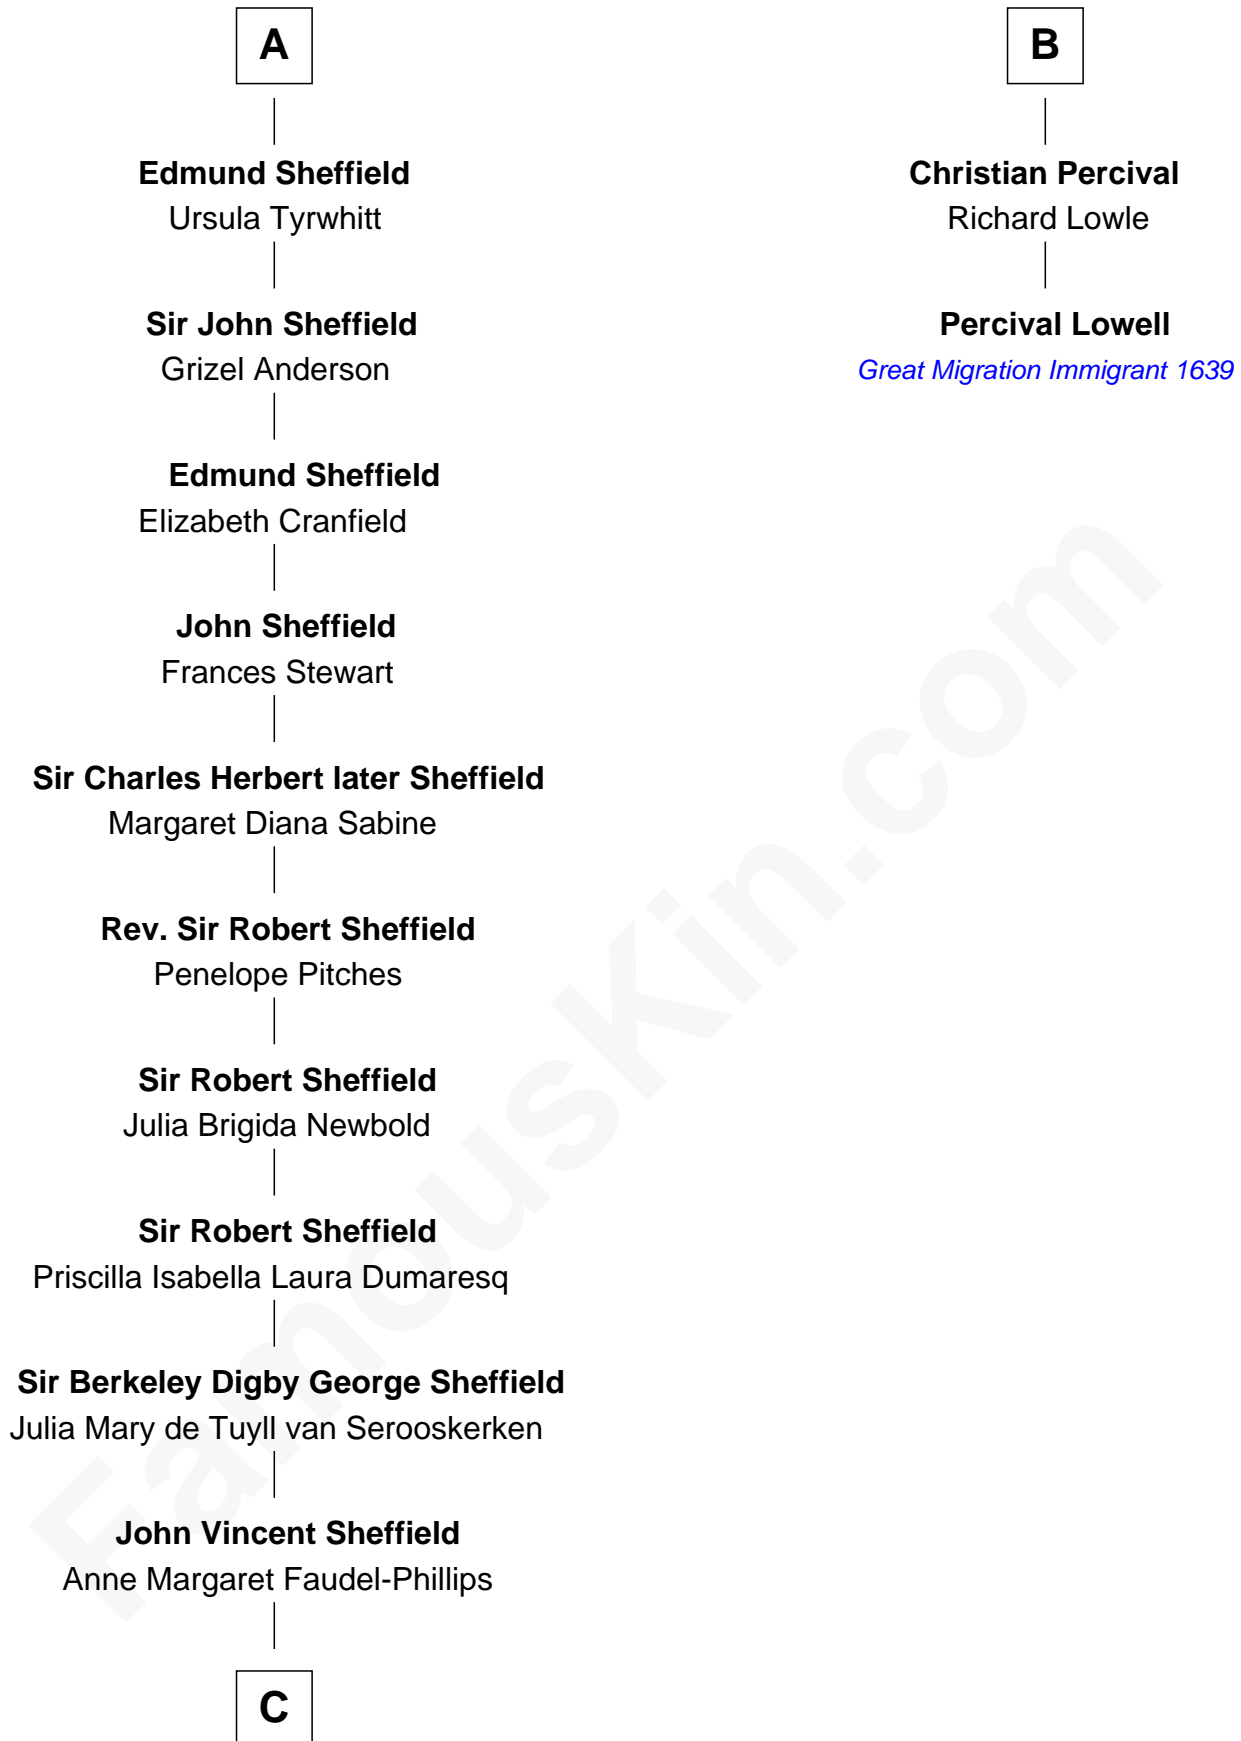 A
Edmund Sheffield
Ursula Tyrwhitt
Sir John Sheffield
Grizel Anderson
Edmund Sheffield
Elizabeth Cranfield
John Sheffield
Frances Stewart
Sir Charles Herbert later Sheffield
Margaret Diana Sabine
Rev. Sir Robert Sheffield
Penelope Pitches
Sir Robert Sheffield
Julia Brigida Newbold
Sir Robert Sheffield
Priscilla Isabella Laura Dumaresq
Sir Berkeley Digby George Sheffield
Julia Mary de Tuyll van Serooskerken
John Vincent Sheffield
Anne Margaret Faudel-Phillips
C
B
Christian Percival
Richard Lowle
Percival Lowell
Great Migration Immigrant 1639
FamousKin.com